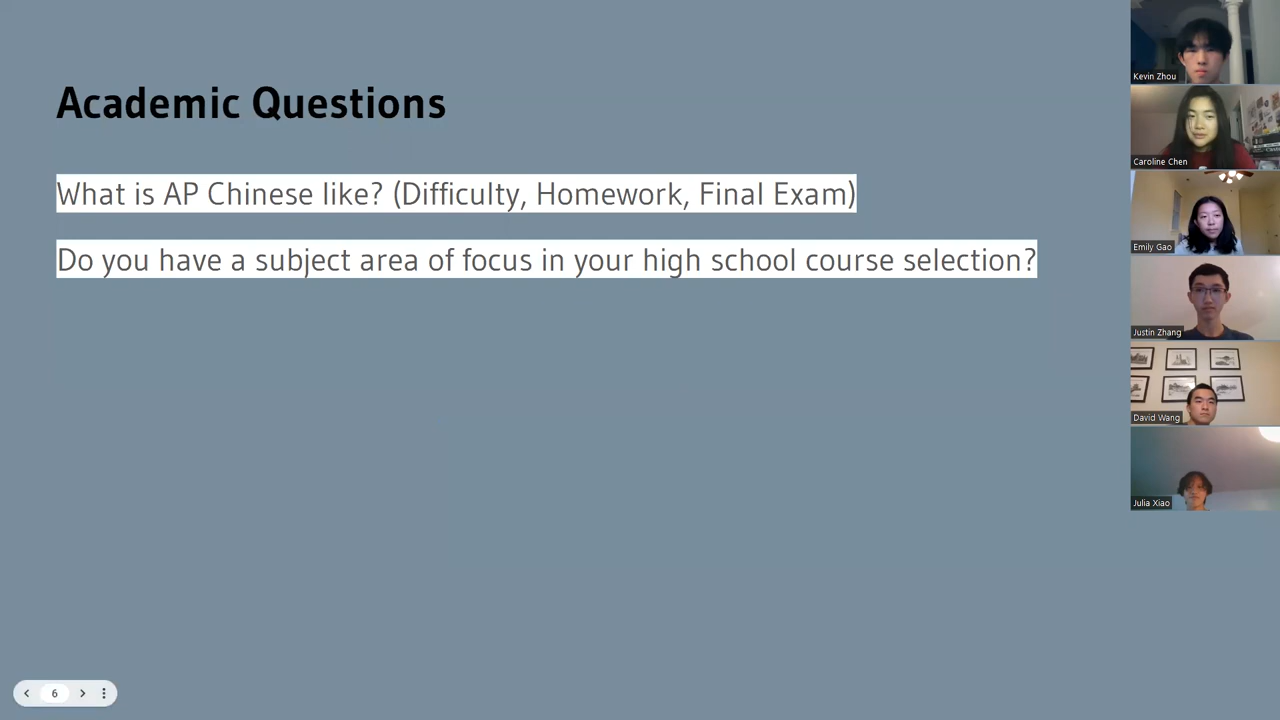 Academic Questions
What is AP Chinese like? (Difficulty, Homework, Final Exam)
Do you have a subject area of focus in your high school course selection?
Kevin Zhou
Caroline Chen
Emily Gao
Justin Zhang
David Wang
Julia Xiao
6